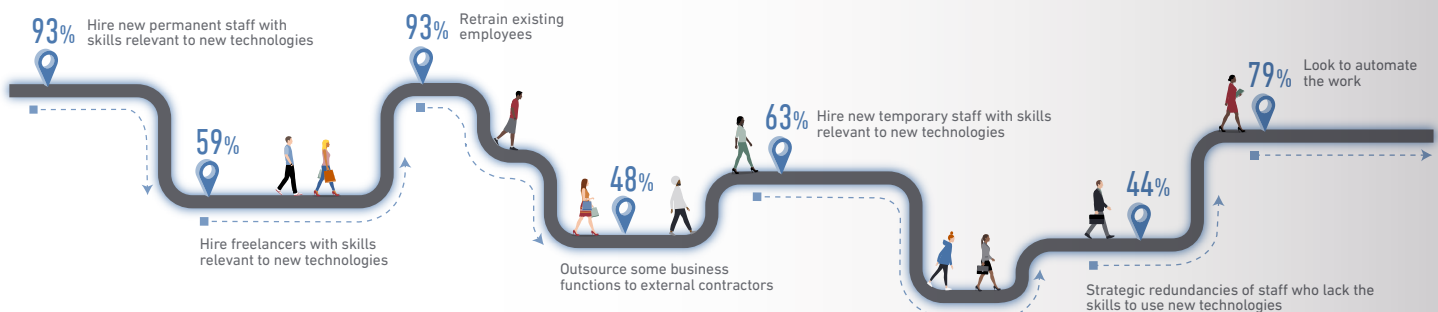 93%
Hire new permanent staff with
skills relevant to new technologies
59%
Hire freelancers with skills
relevant to new technologies
93%
Retrain existing
employees
48%
Outsource some business
functions to external contractors
63%
Hire new temporary staff with skills
relevant to new technologies
44%
Strategic redundancies of staff who lack the
skills to use new technologies
79%
Look to automate
the work